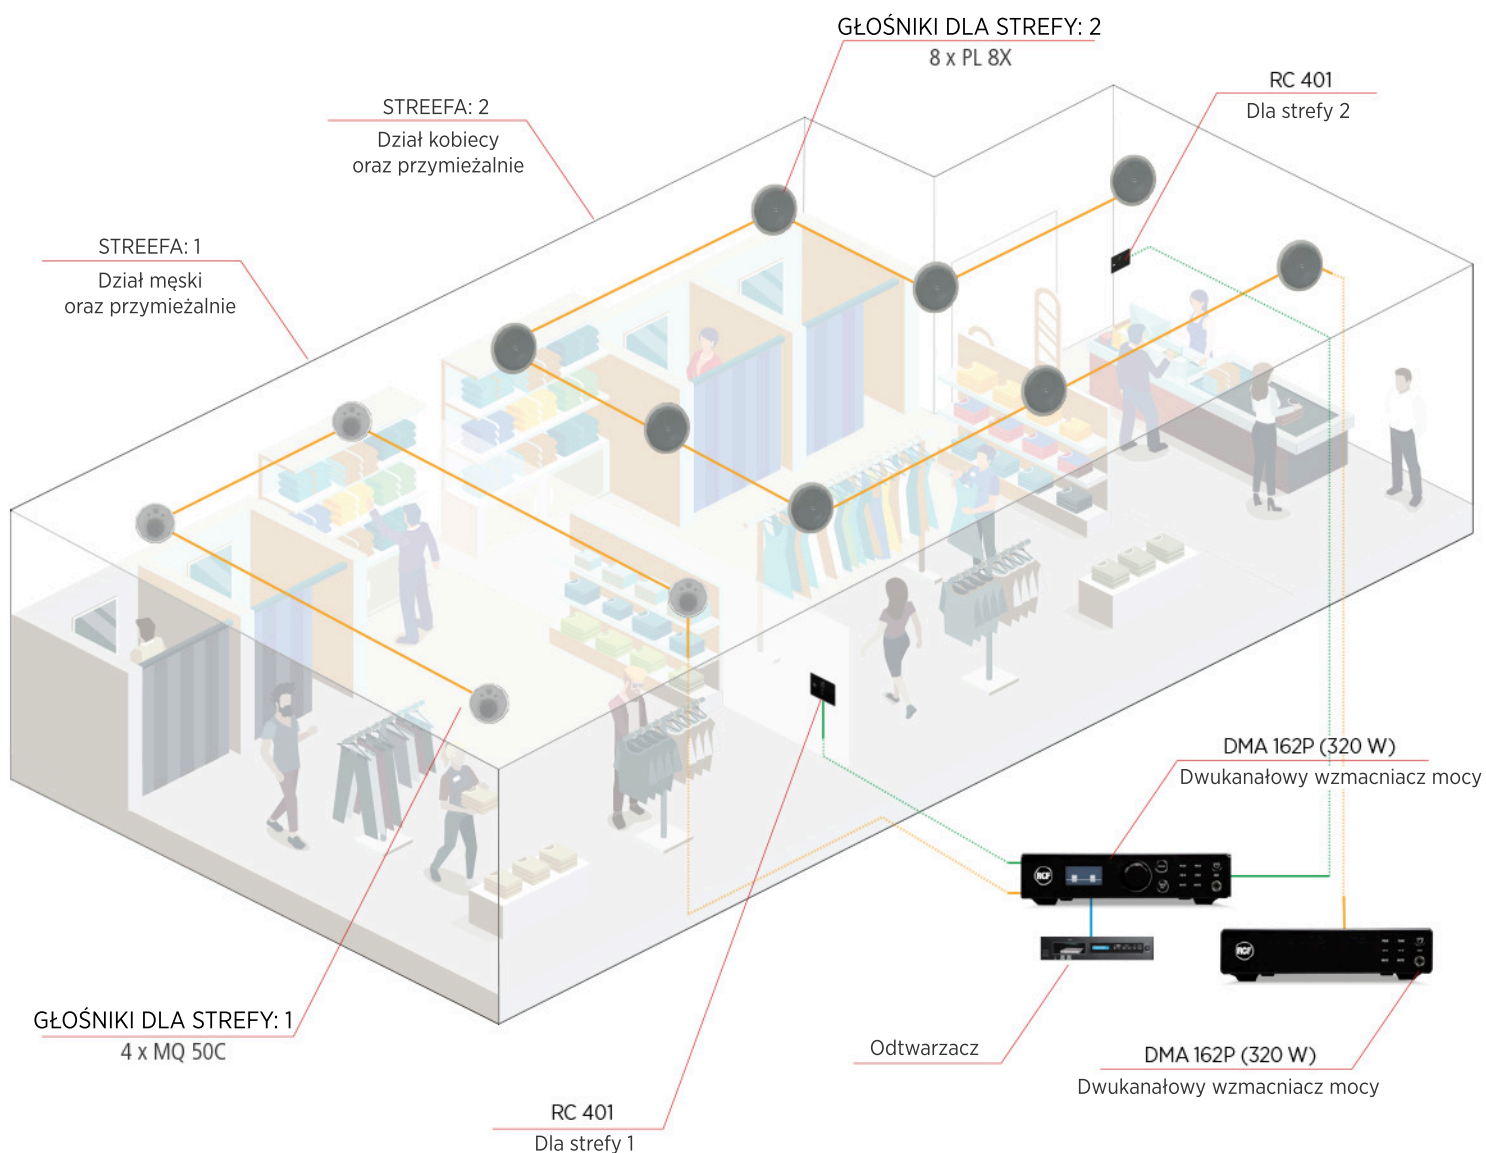 GŁOŚNIKI DLA STREFY: 2
8 x PL 8X
RC 401
Dla strefy 2
STREEFA: 2
Dział kobiecy
oraz przymieżalnie
STREEFA: 1
Dział męski
oraz przymieżalnie
DMA 162P (320 W)
Dwukanałowy wzmacniacz mocy
RCF
RCF
GŁOŚNIKI DLA STREFY: 1
4 x MQ 50C
Odtwarzacz
DMA 162P (320 W)
Dwukanałowy wzmacniacz mocy
RC 401
Dla strefy 1